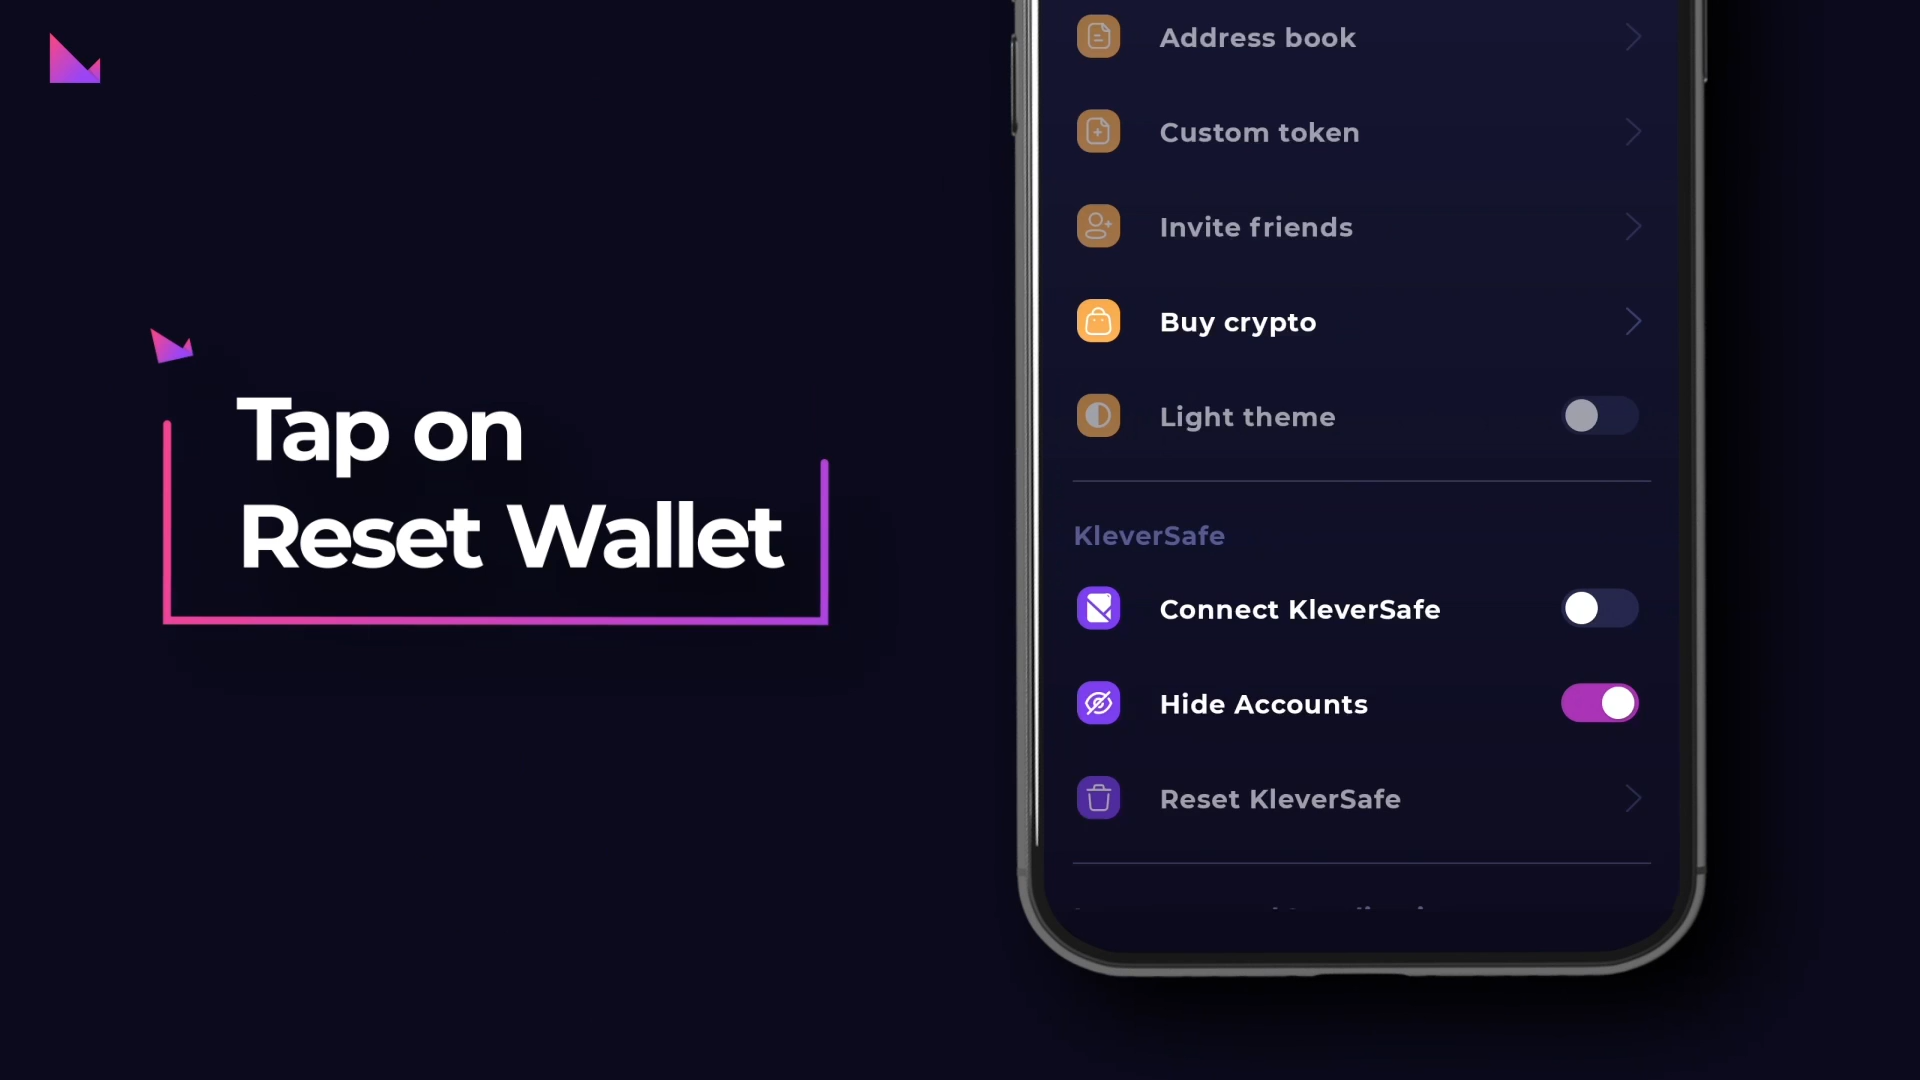 Tap on
Reset Wallet
Address book
Custom token
Invite friends
Buy crypto
Light theme
KleverSafe
Connect KleverSafe
Hide Accounts
Reset KleverSafe